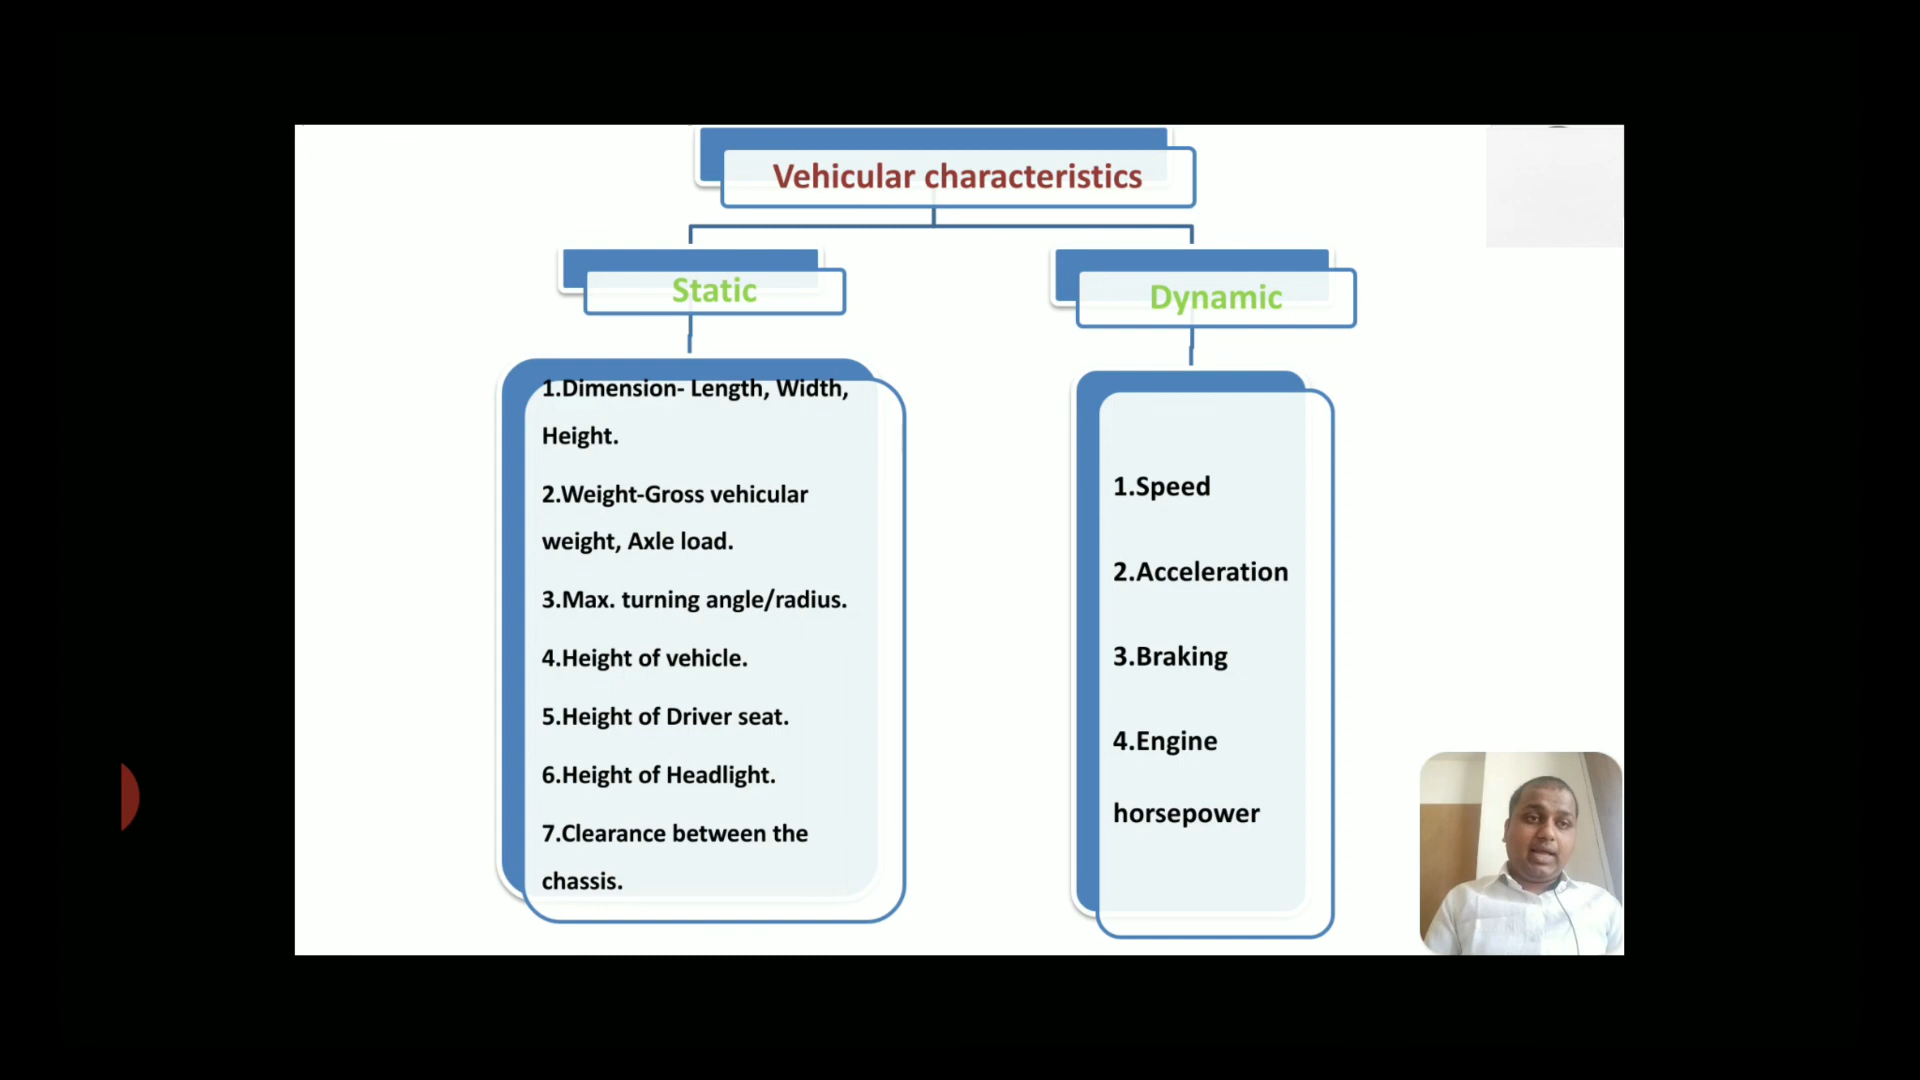 Vehicular characteristics
Static
Dynamic
1.Dimension- Length, Width,
Height.
2.Weight-Gross vehicular
weight, Axle load.
3.Max. turning angle/radius.
4.Height of vehicle.
5.Height of Driver seat.
6.Height of Headlight.
7.Clearance between the
chassis.
1.Speed
2.Acceleration
3.Braking
4.Engine
horsepower